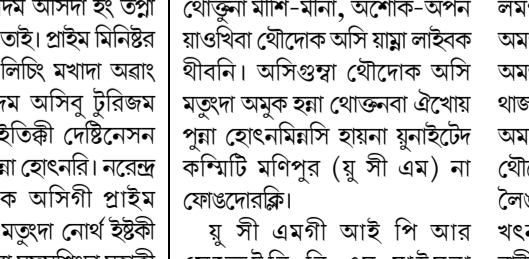 দম অসিদা হং তপ্না
তাই। প্রাইম মিনিষ্টর
লিচিং মখাদা অৱাং
দম অসিবু টুরিজম
ইতিক্কী দেষ্টিনেসন
ন্না হোৎনরি। নরেন্দ্র
ক অসিগী প্রাইম
মতুংদা নোর্থ ইষ্টকী
থোক্তুনা মীশি-মীনা, অশোক-অপন
য়াওখিবা থৌদোক অসি য়াম্না লাইবক
থীবনি। অসিগুম্বা থৌদোক অসি
মতুংদা অমুক হন্না থোক্তনবা ঐখোয়
পুন্না হোৎনমিন্নসি হায়না য়ুনাইটেদ
কম্মিটি মণিপুর (য়ু সী এম) না
ফোঙদোরক্লি।
য়ু সী এমগী আই পি আর
লম
অম
অম
থাজ
অম
থৌ
লৈঙ
খৎ